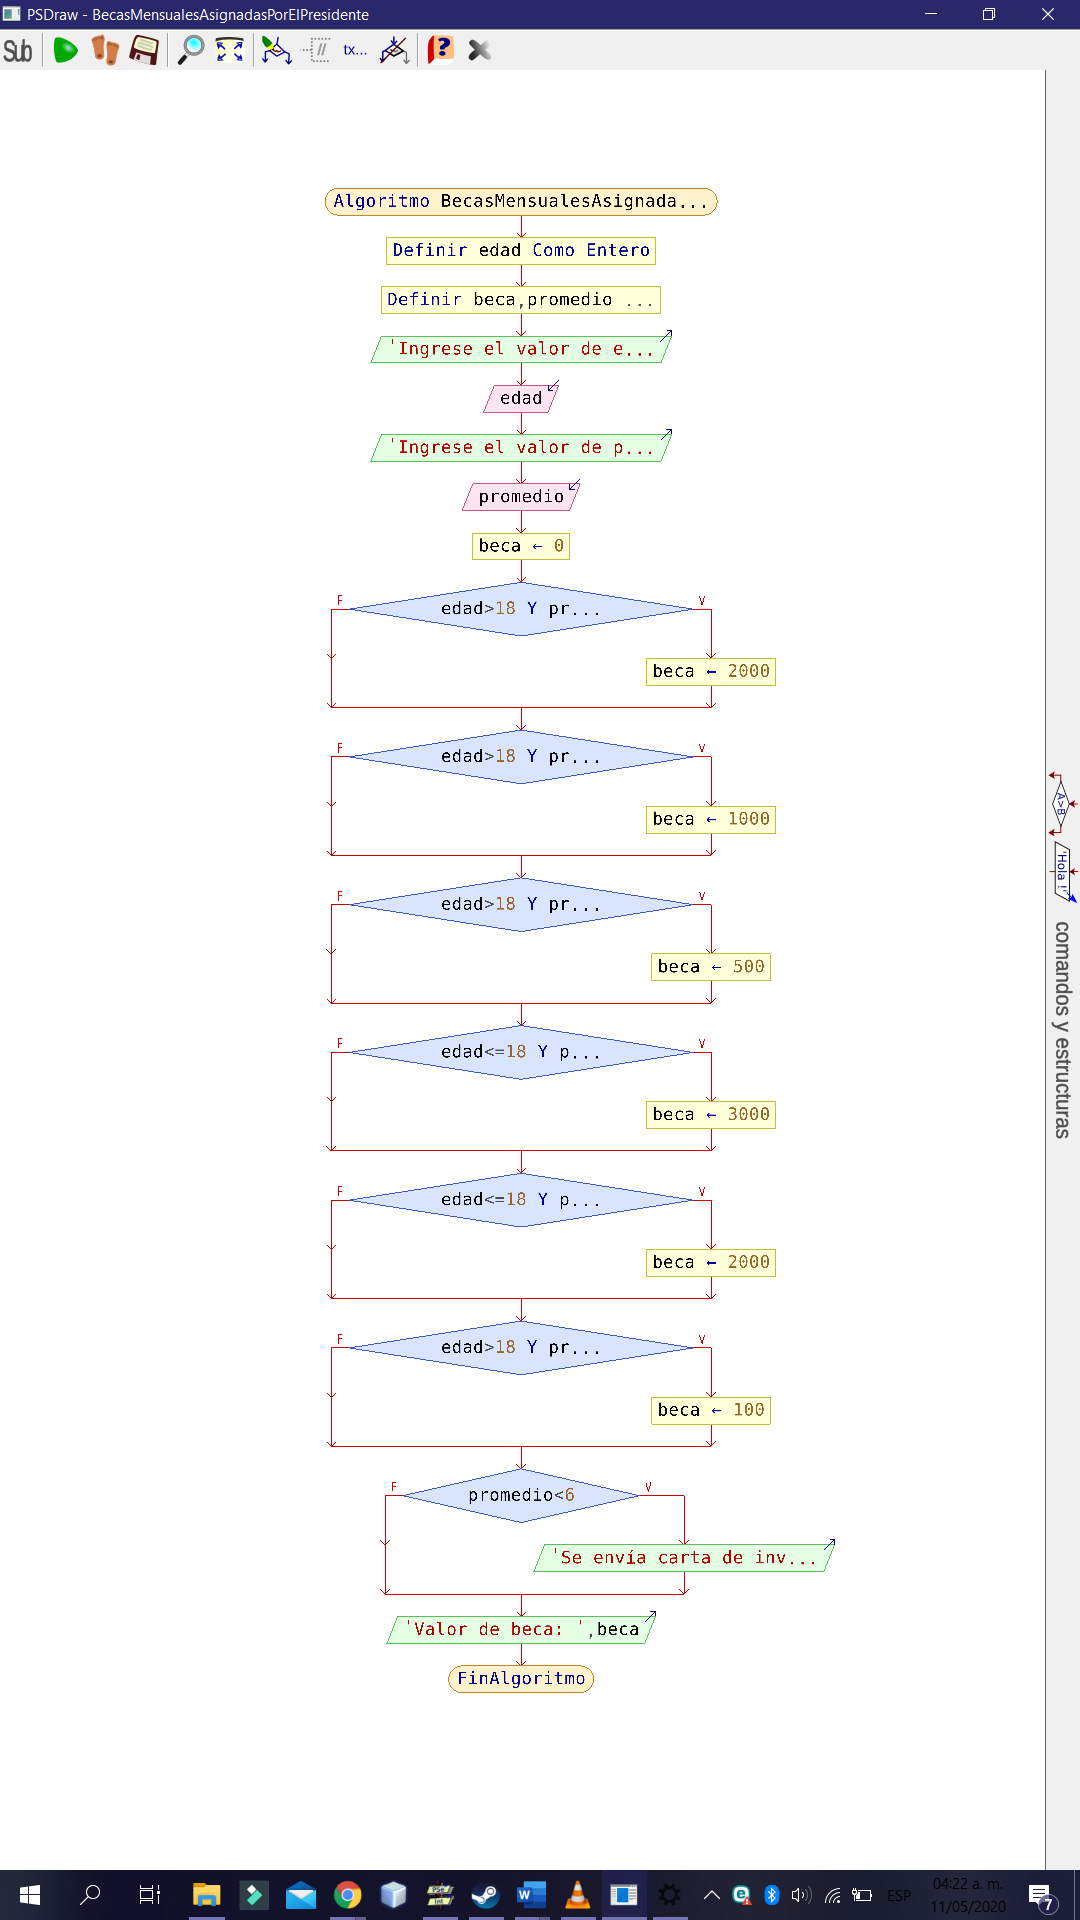 PSDraw - BecasMensualesAsignadasPorElPresidente
Sub
tx...
Algoritmo BecasMensualesAsignada...
Definir edad Como Entero
Definir beca,promedio ...
'Ingrese el valor de e...
edad
'Ingrese el valor de p...
promedio
beca ← 0
F
edad>18 Y pr...
V
beca ← 2000
F
edad>18 Y pr...
V
beca ← 1000
F
edad>18 Y pr...
V
beca ← 500
F
edad<=18 Y p...
V
beca ← 3000
F
edad<=18 Y p...
V
beca ← 2000
F
edad>18 Y pr...
V
beca ← 100
F
promedio<6
V
'Se envía carta de inv...
'Valor de beca: ',beca
FinAlgoritmo
A>B
'Hola !'
comandos y estructuras
ESP
04:22 a. m.
11/05/2020
7